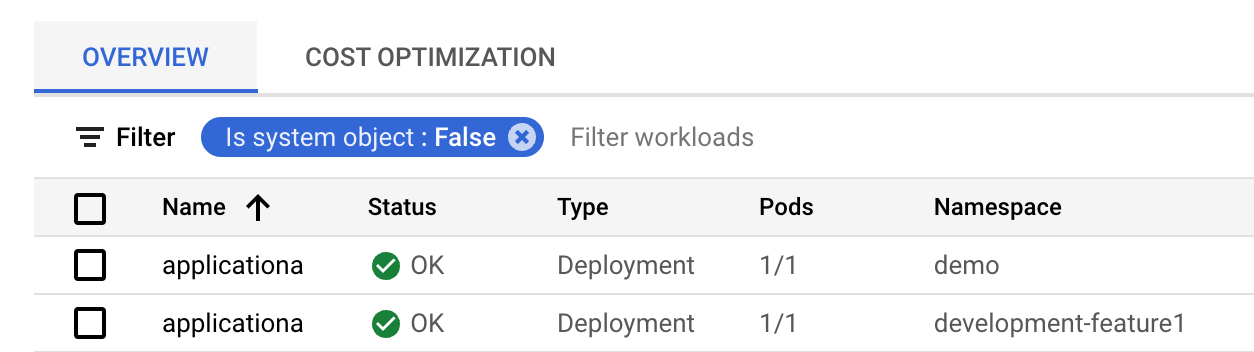 OVERVIEW COST OPTIMIZATION
Filter Is system object : False Filter workloads
Name Status Type Pods Namespace
applicationa OK Deployment 1/1 demo
applicationa OK Deployment 1/1 development-feature1